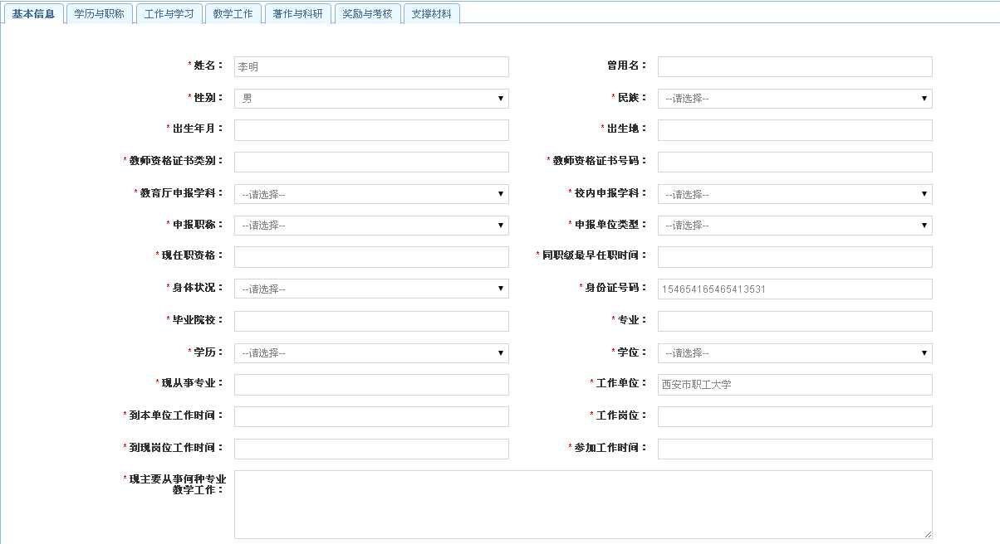 基本信息 学历与职称 工作与学习 教学工作 著作与科研 奖励与考核 支撑材料
*姓名： 李明 曾用名：
*性别： 男 *民族： --请选择--
*出生年月： *出生地：
*教师资格证书类别： *教师资格证书号码：
*教育厅申报学科： --请选择-- *校内申报学科： --请选择--
*申报职称： --请选择-- *申报单位类型： --请选择--
*现任职资格： *同职级最早任职时间：
*身体状况： --请选择-- *身份证号码： 154654165465413531
*毕业院校： *专业：
*学历： --请选择-- *学位： --请选择--
*现从事专业： *工作单位： 西安市职工大学
*到本单位工作时间： *工作岗位：
*到现岗位工作时间： *参加工作时间：
*现主要从事何种专业
教学工作：